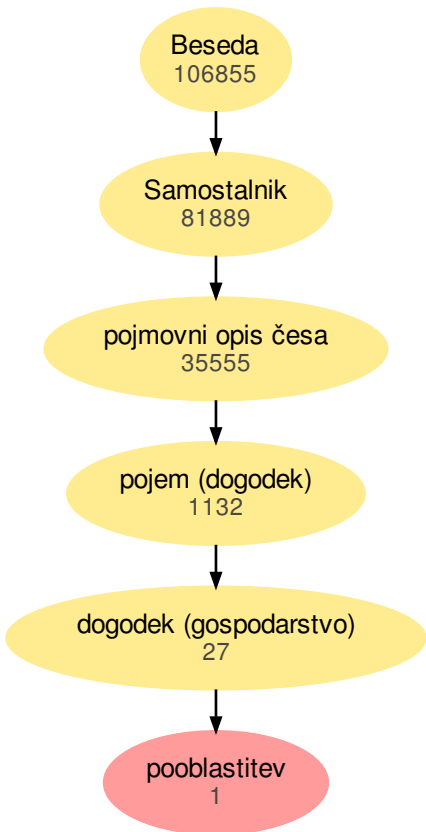 Beseda
106855
Samostalnik
81889
pojmovni opis česa
35555
pojem (dogodek)
1132
dogodek (gospodarstvo)
27
pooblastitev
1